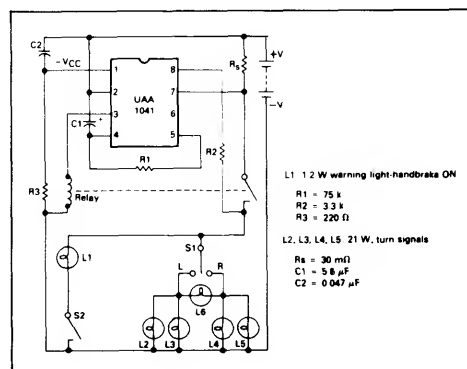 C2
−VCC
1
2
3
4
UAA
1041
8
7
6
5
C1
+
R1
R2
RS
+V
−V
R3
Relay
L1
S2
S1
L
R
L6
L2
L3
L4
L5
L1 1 2 W warning light-handbraka ON
R1 = 75 k
R2 = 3.3 k
R3 = 220 Ω
L2, L3, L4, L5 21 W, turn signals
Rs = 30 mΩ
C1 = 5 6 μF
C2 = 0 047 μF